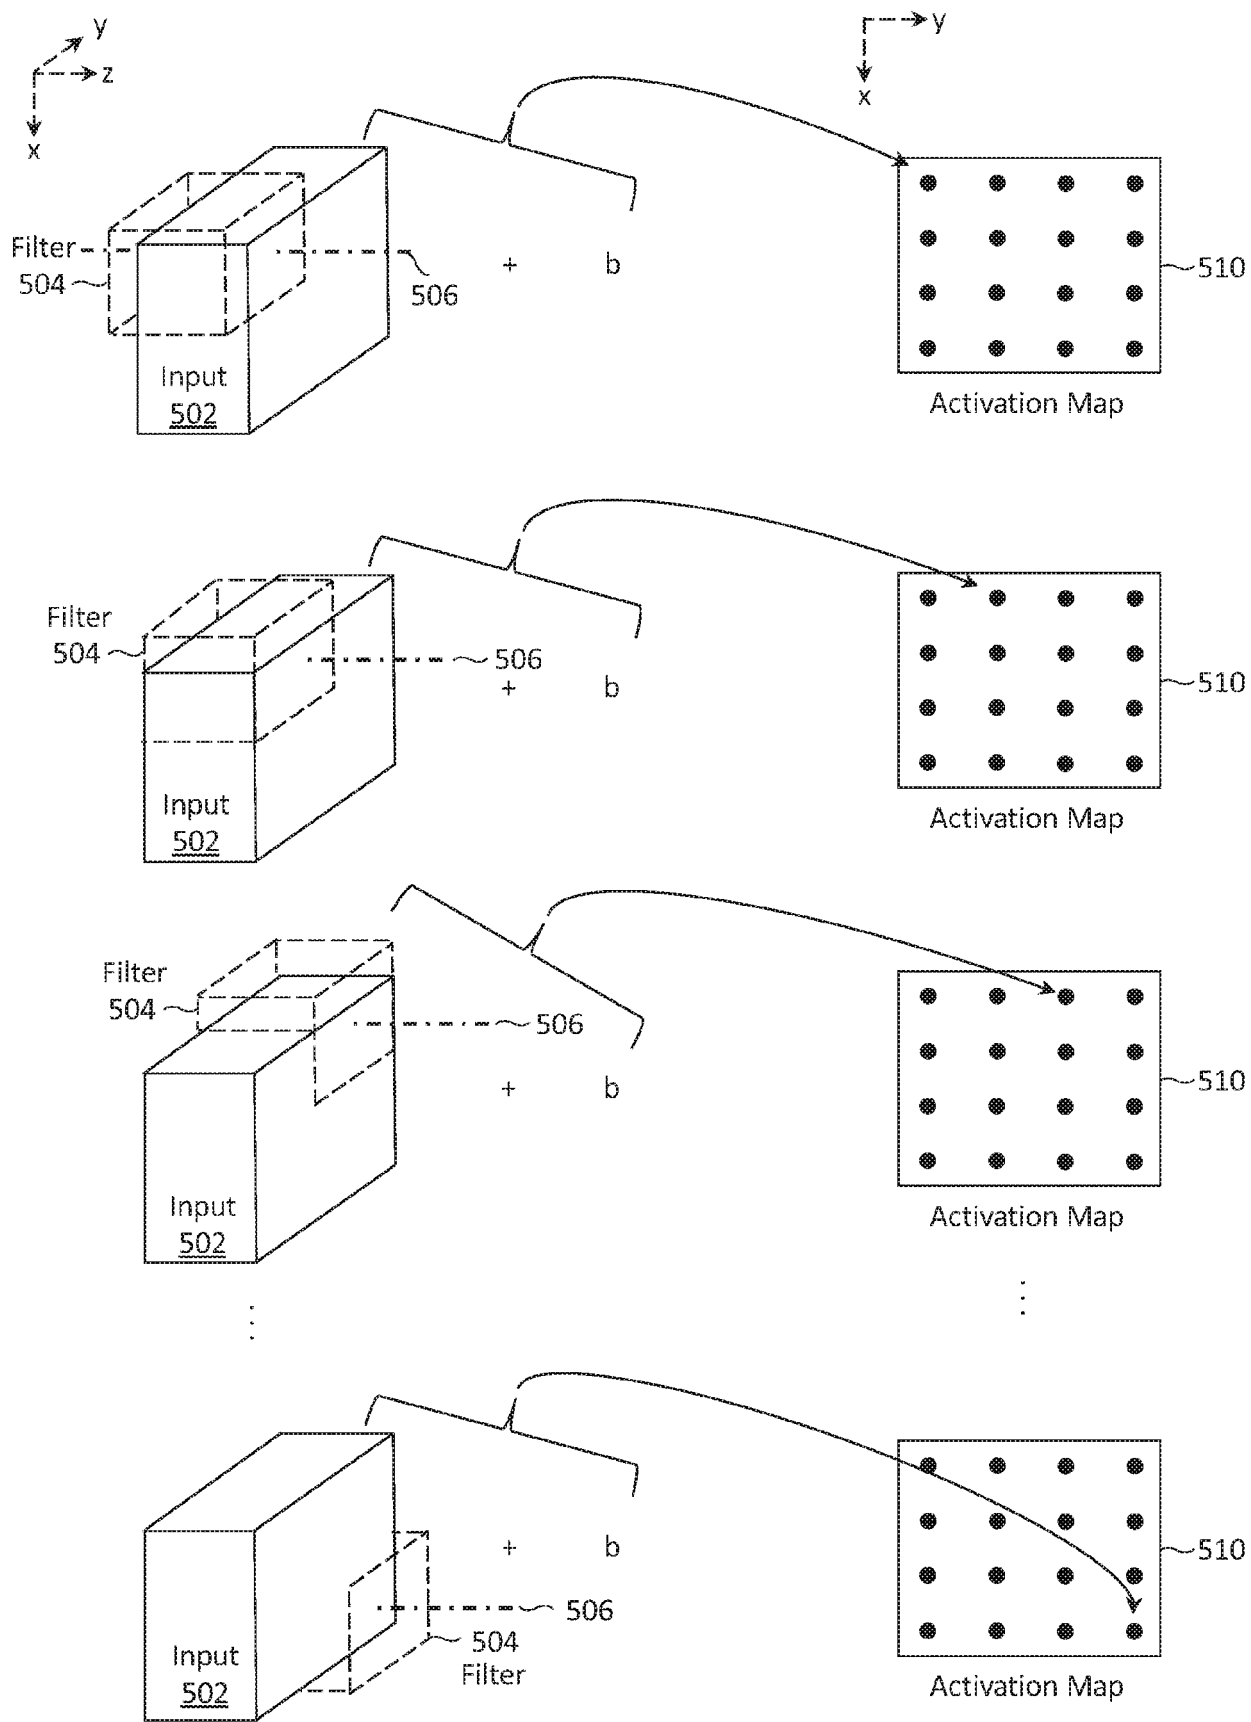 y
z
x
y
x
Filter
504
506
+ b
Input
502
510
Activation Map
Filter
504
506
+ b
Input
502
510
Activation Map
Filter
504
506
+ b
Input
502
510
Activation Map
+ b
506
504
Filter
Input
502
510
Activation Map